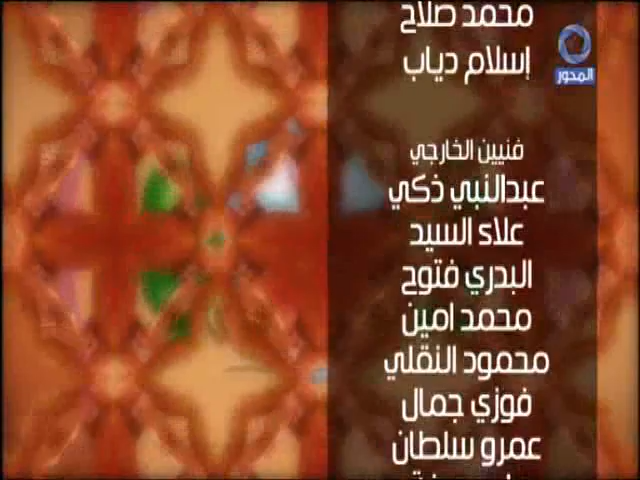 محمد صلاح
إسلام دياب
المحور
فنيين الخارجي
عبدالنبي ذكي
علاء السيد
البدري فتوح
محمد امين
محمود النقلي
فوزي جمال
عمرو سلطان